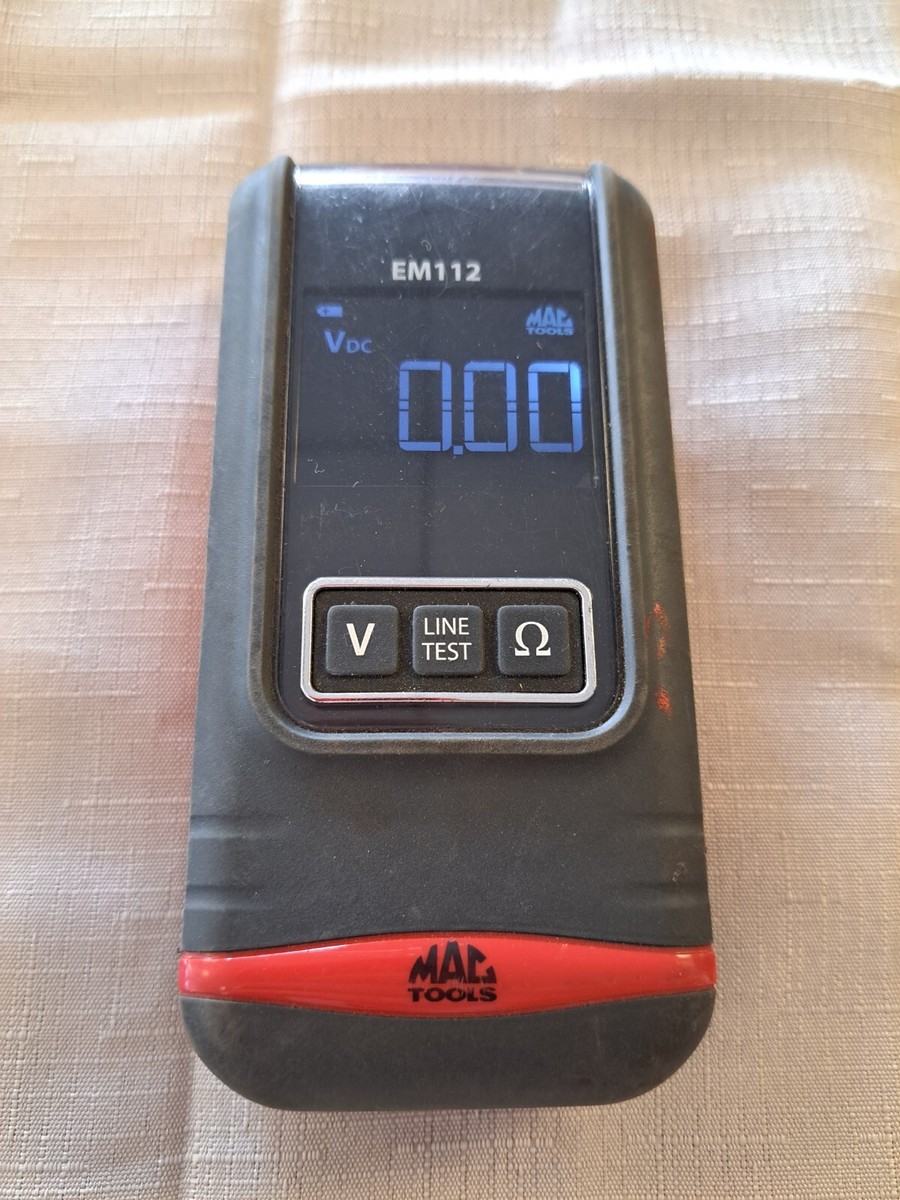 EM112
MAC
TOOLS
VDC
0.00
V
LINE
TEST
Ω
MAC
TOOLS